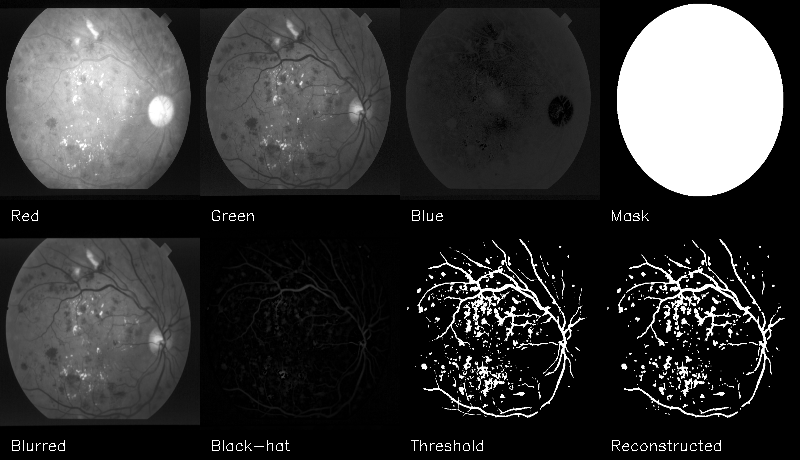 Red
Green
Blue
Mask
Blurred
Black-hat
Threshold
Reconstructed